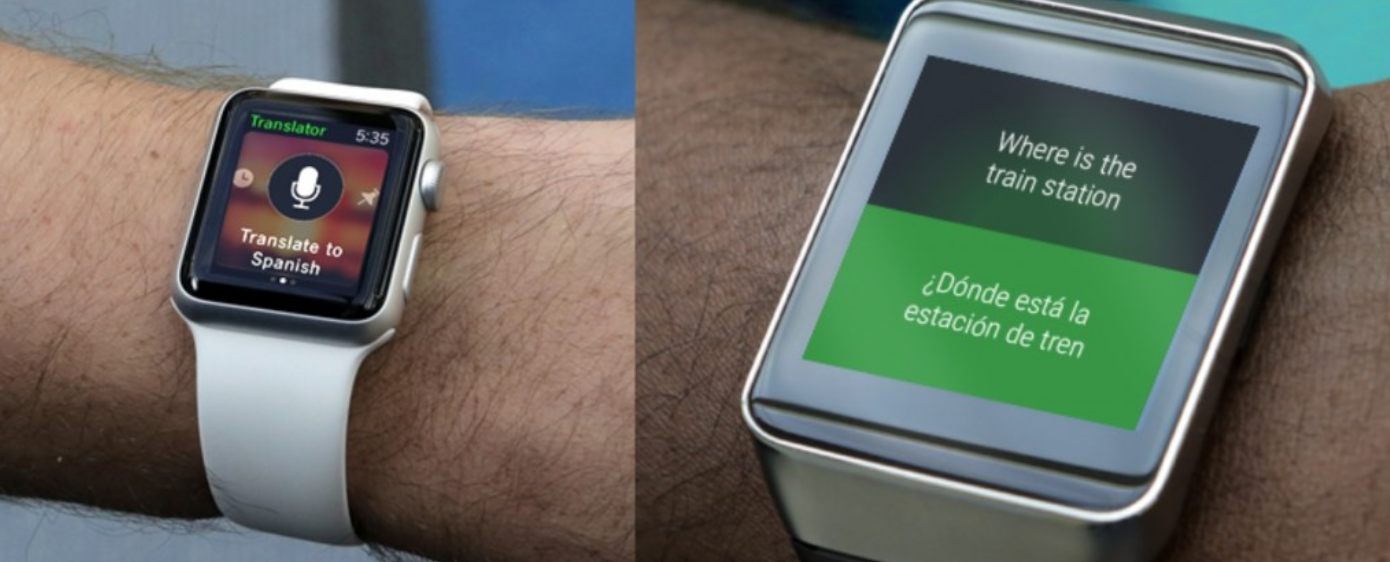 Translator
5:35
Translate to
Spanish
Where is the
train station
¿Dónde está la
estación de tren